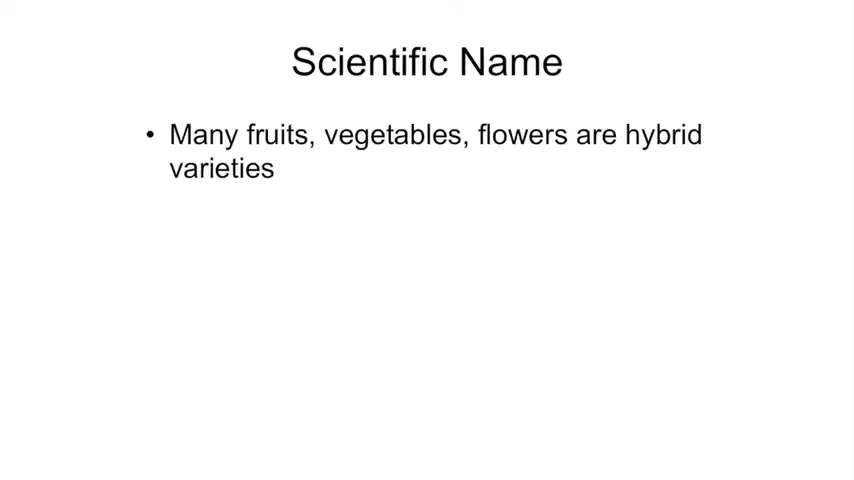 Scientific Name
• Many fruits, vegetables, flowers are hybrid
varieties